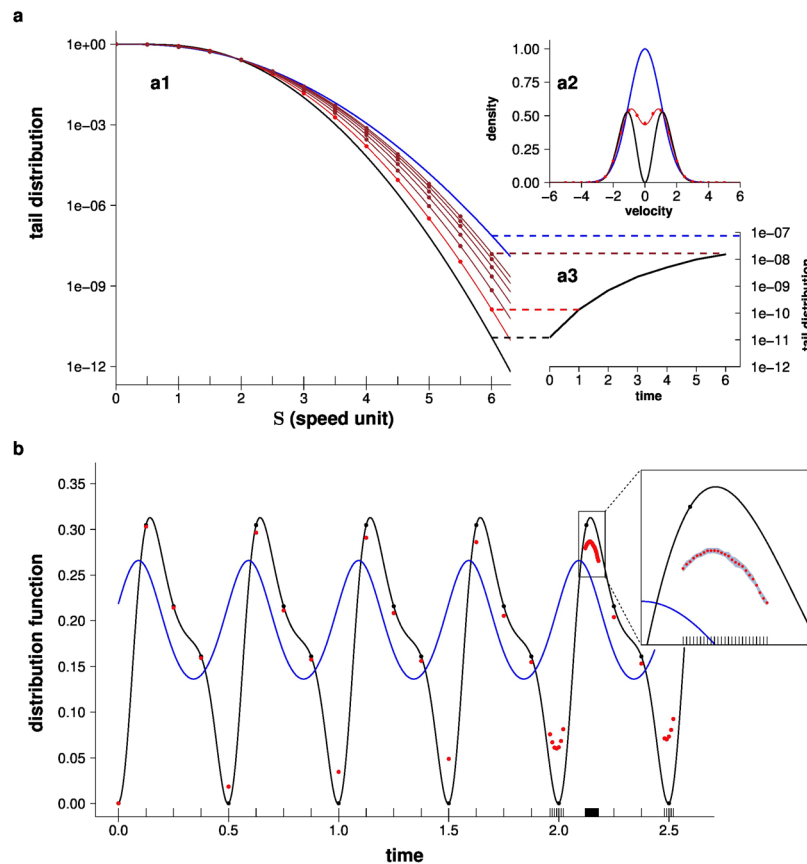 a
a1
tail distribution
1e+00
1e−03
1e−06
1e−09
1e−12
0 1 2 3 4 5 6
S (speed unit)
a2
density
1.00
0.75
0.50
0.25
0.00
−6 −4 −2 0 2 4 6
velocity
a3
1e−07
1e−08
1e−09
1e−10
1e−11
1e−12
tail distribution
0 1 2 3 4 5 6
time
b
distribution function
0.35
0.30
0.25
0.20
0.15
0.10
0.05
0.00
0.0 0.5 1.0 1.5 2.0 2.5
time